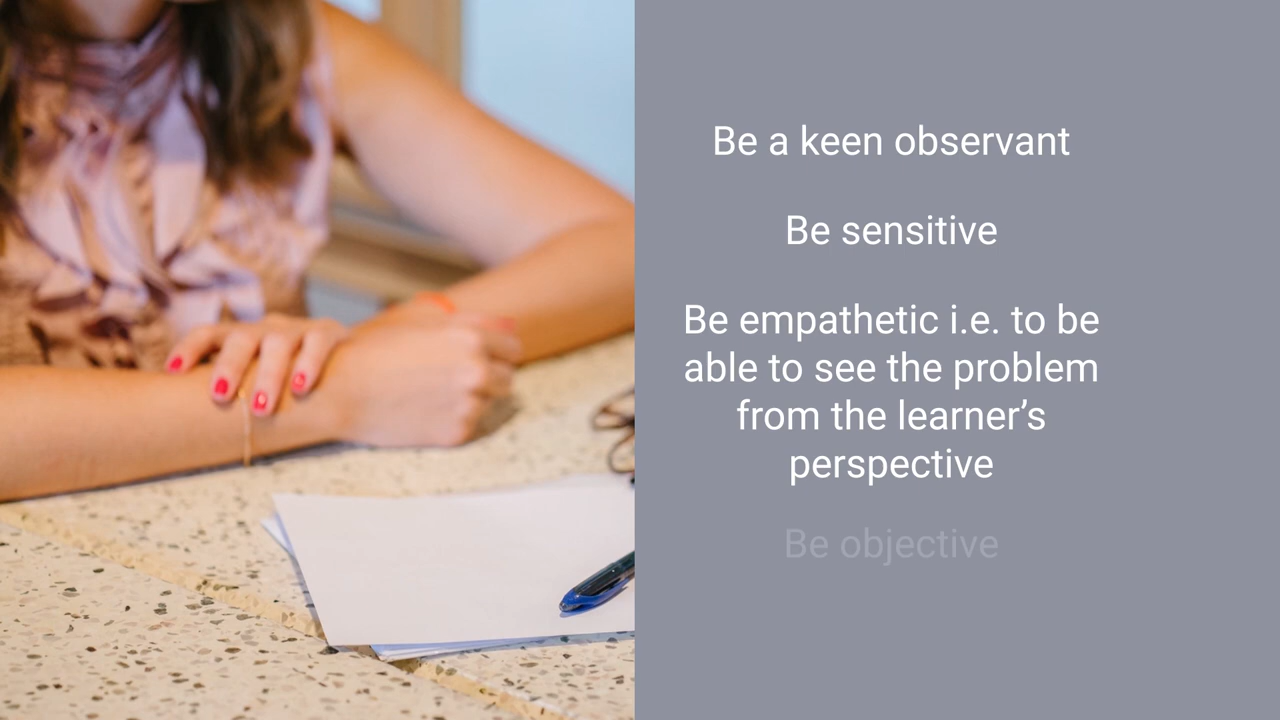 Be a keen observant
Be sensitive
Be empathetic i.e. to be
able to see the problem
from the learner’s
perspective
Be objective